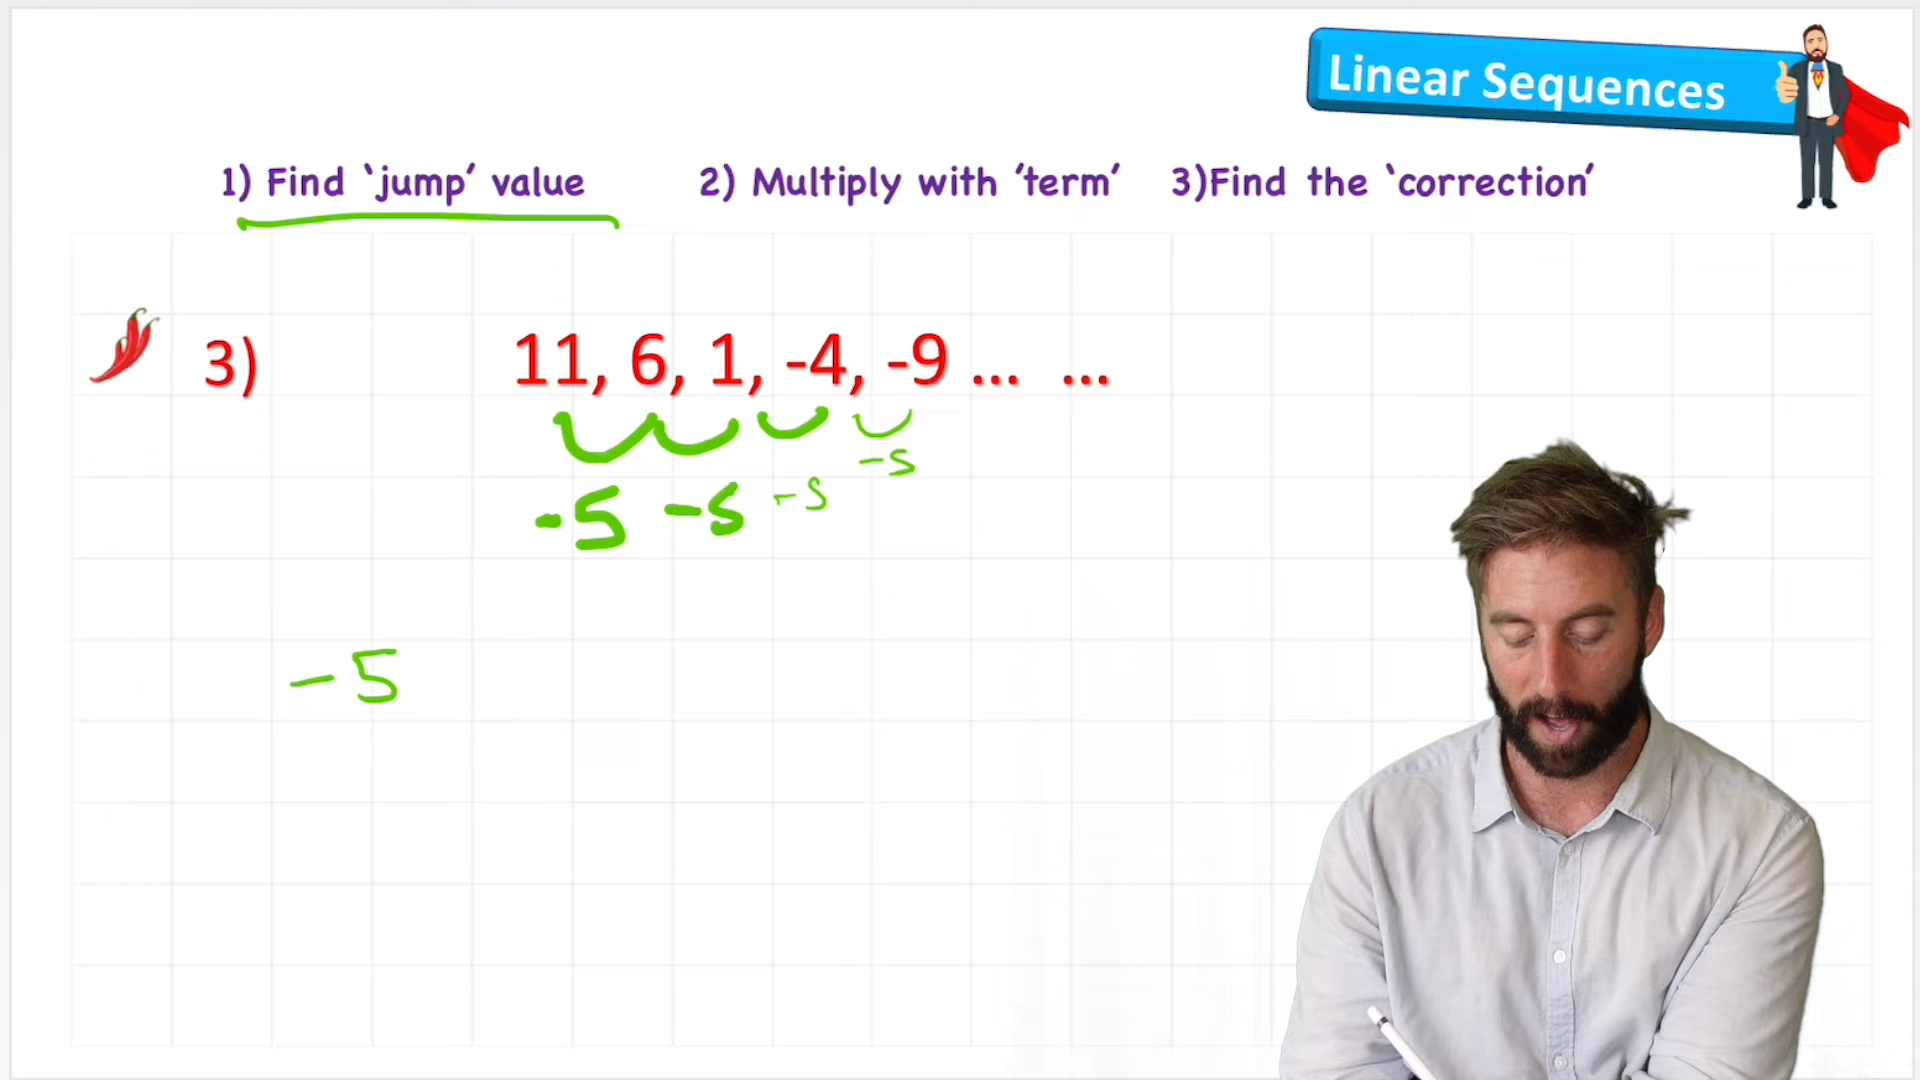 Linear Sequences
1) Find ‘jump’ value 2) Multiply with ‘term’ 3)Find the ‘correction’
3) 11, 6, 1, -4, -9 ... ...
-5 -5 -5 -5
-5